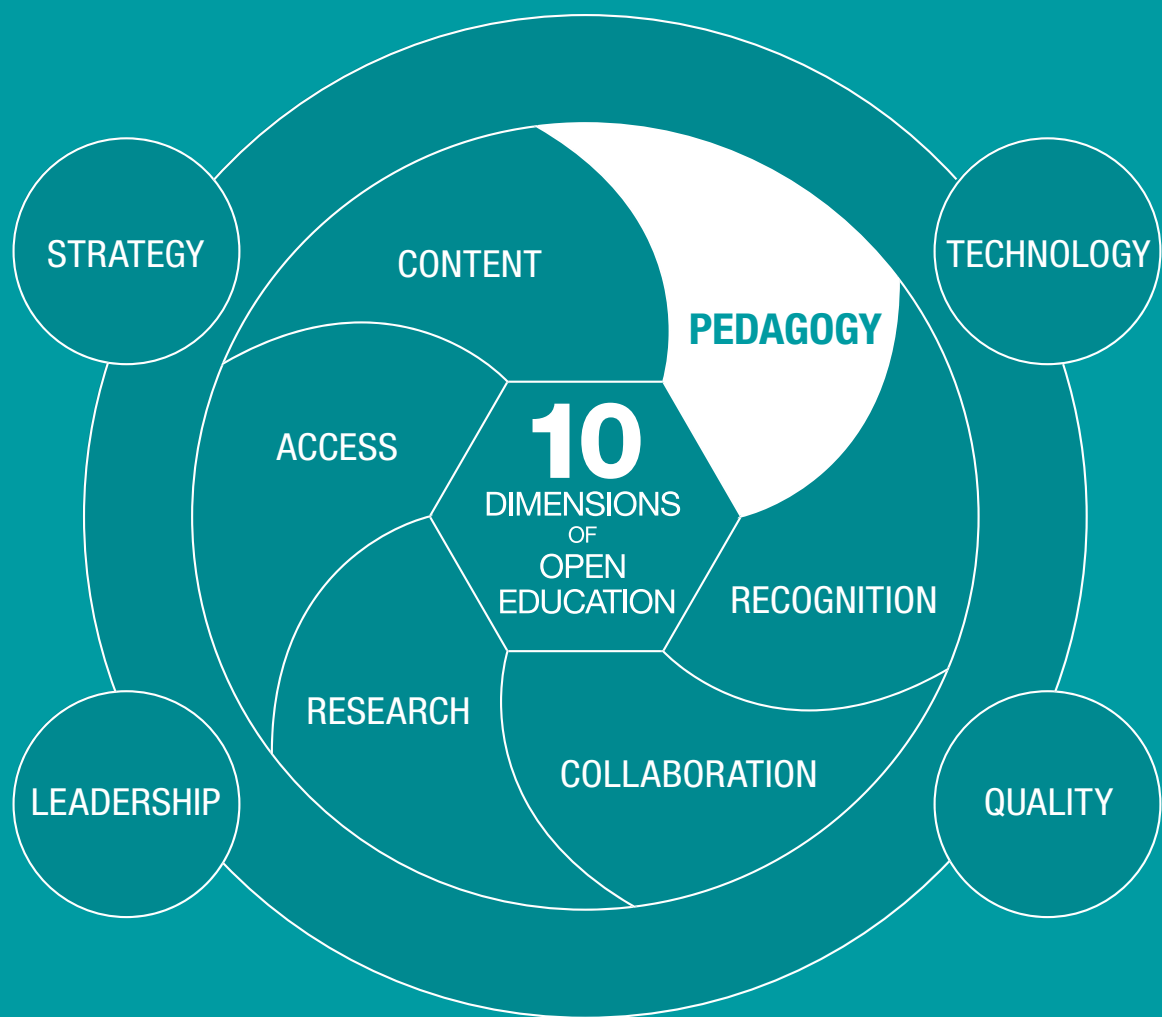 STRATEGY
TECHNOLOGY
CONTENT
PEDAGOGY
ACCESS
10
DIMENSIONS
OF
OPEN
EDUCATION
RECOGNITION
RESEARCH
COLLABORATION
LEADERSHIP
QUALITY